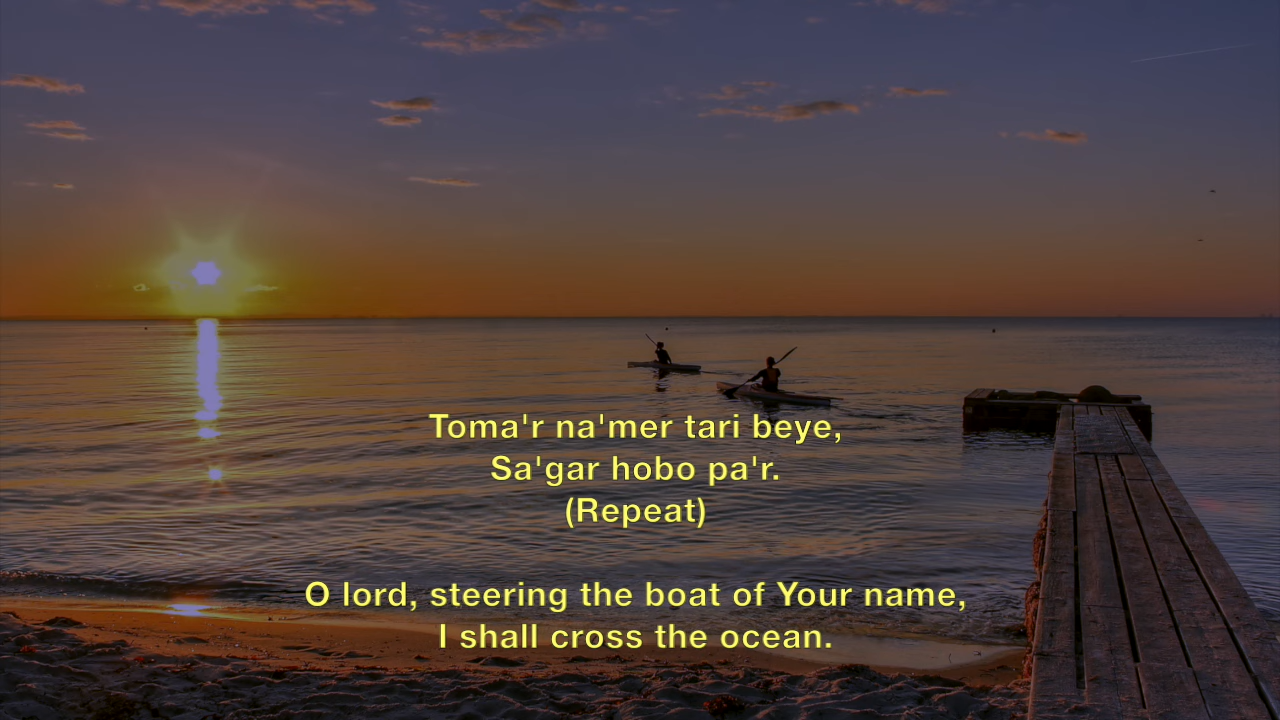 Toma'r na'mer tari beye,
Sa'gar hobo pa'r.
(Repeat)
O lord, steering the boat of Your name,
I shall cross the ocean.